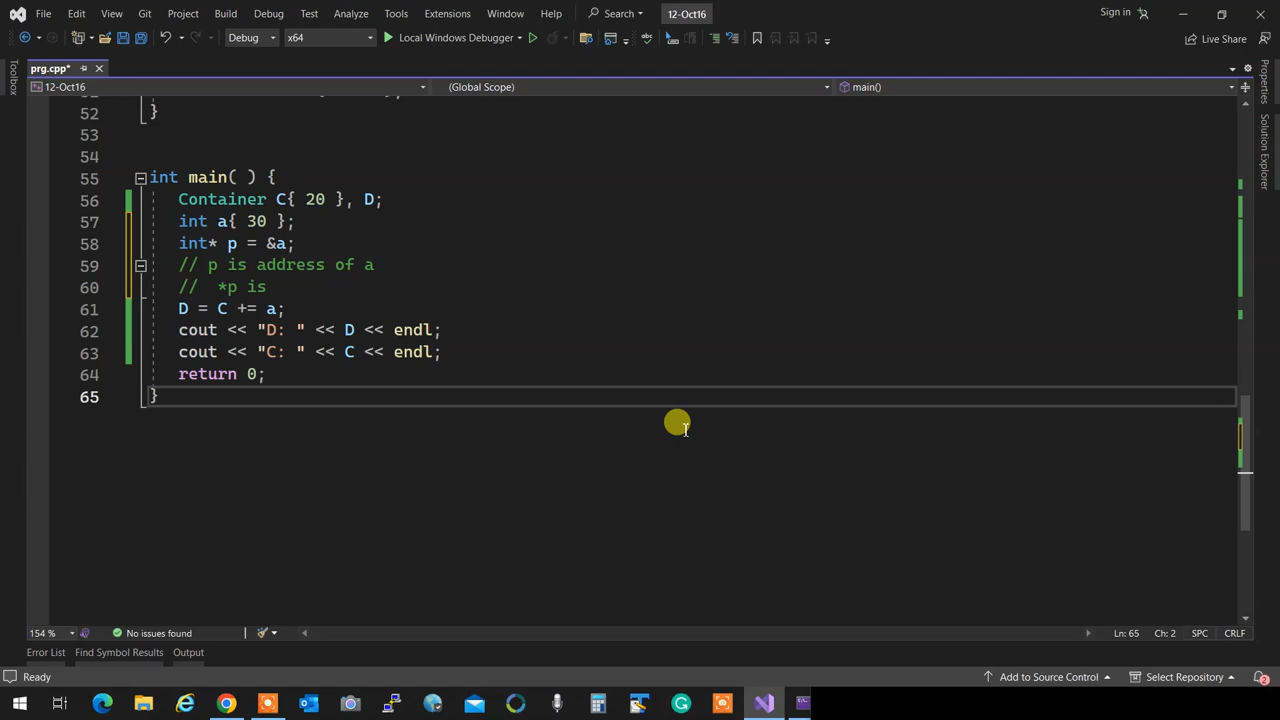 File Edit View Git Project Build Debug Test Analyze Tools Extensions Window Help Search 12-Oct16 Sign in
Debug x64 Local Windows Debugger Live Share
prg.cpp*
12-Oct16 (Global Scope) main()
Toolbox
Properties
Solution Explorer
52 }
53
54
55 int main( ) {
56 Container C{ 20 }, D;
57 int a{ 30 };
58 int* p = &a;
59 // p is address of a
60 //  *p is
61 D = C += a;
62 cout << "D: " << D << endl;
63 cout << "C: " << C << endl;
64 return 0;
65 }
154 % No issues found Ln: 65 Ch: 2 SPC CRLF
Error List Find Symbol Results Output
Ready Add to Source Control Select Repository 2